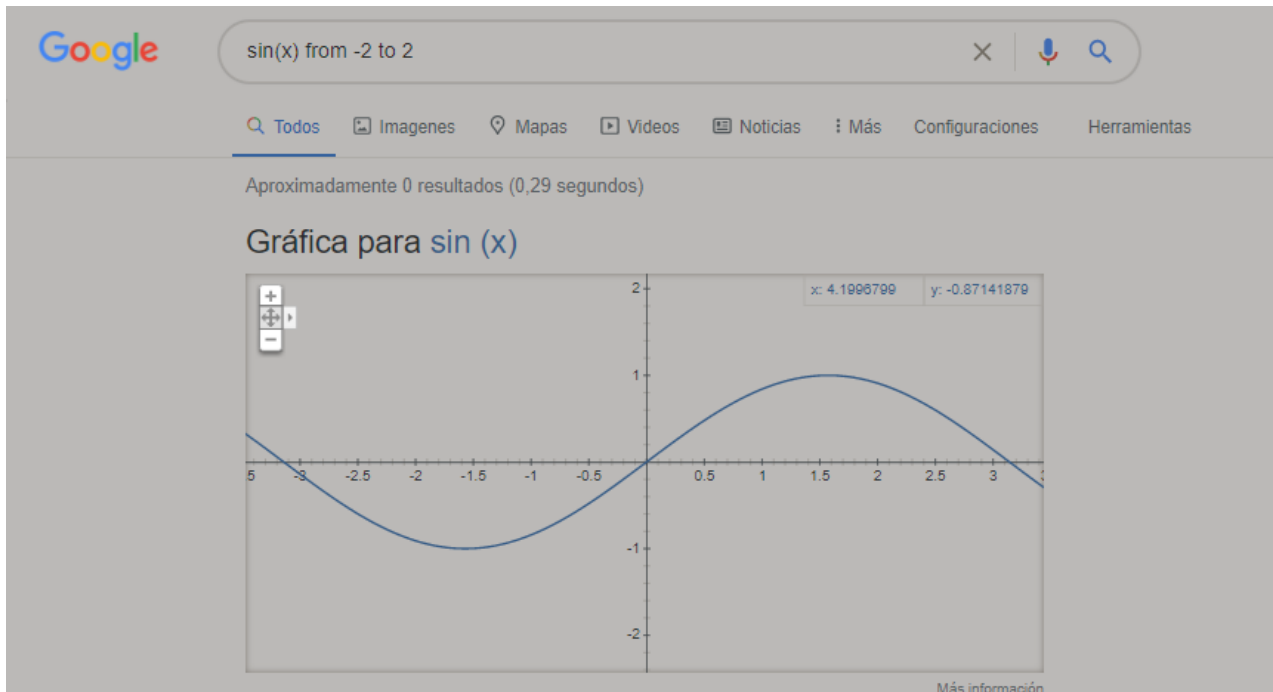 Google
sin(x) from -2 to 2
Todos Imagenes Mapas Videos Noticias Más Configuraciones Herramientas
Aproximadamente 0 resultados (0,29 segundos)
Gráfica para sin (x)
x: 4.1996799 y: -0.87141879
2
1
5 -3 -2.5 -2 -1.5 -1 -0.5 0.5 1 1.5 2 2.5 3
-1
-2
Más información